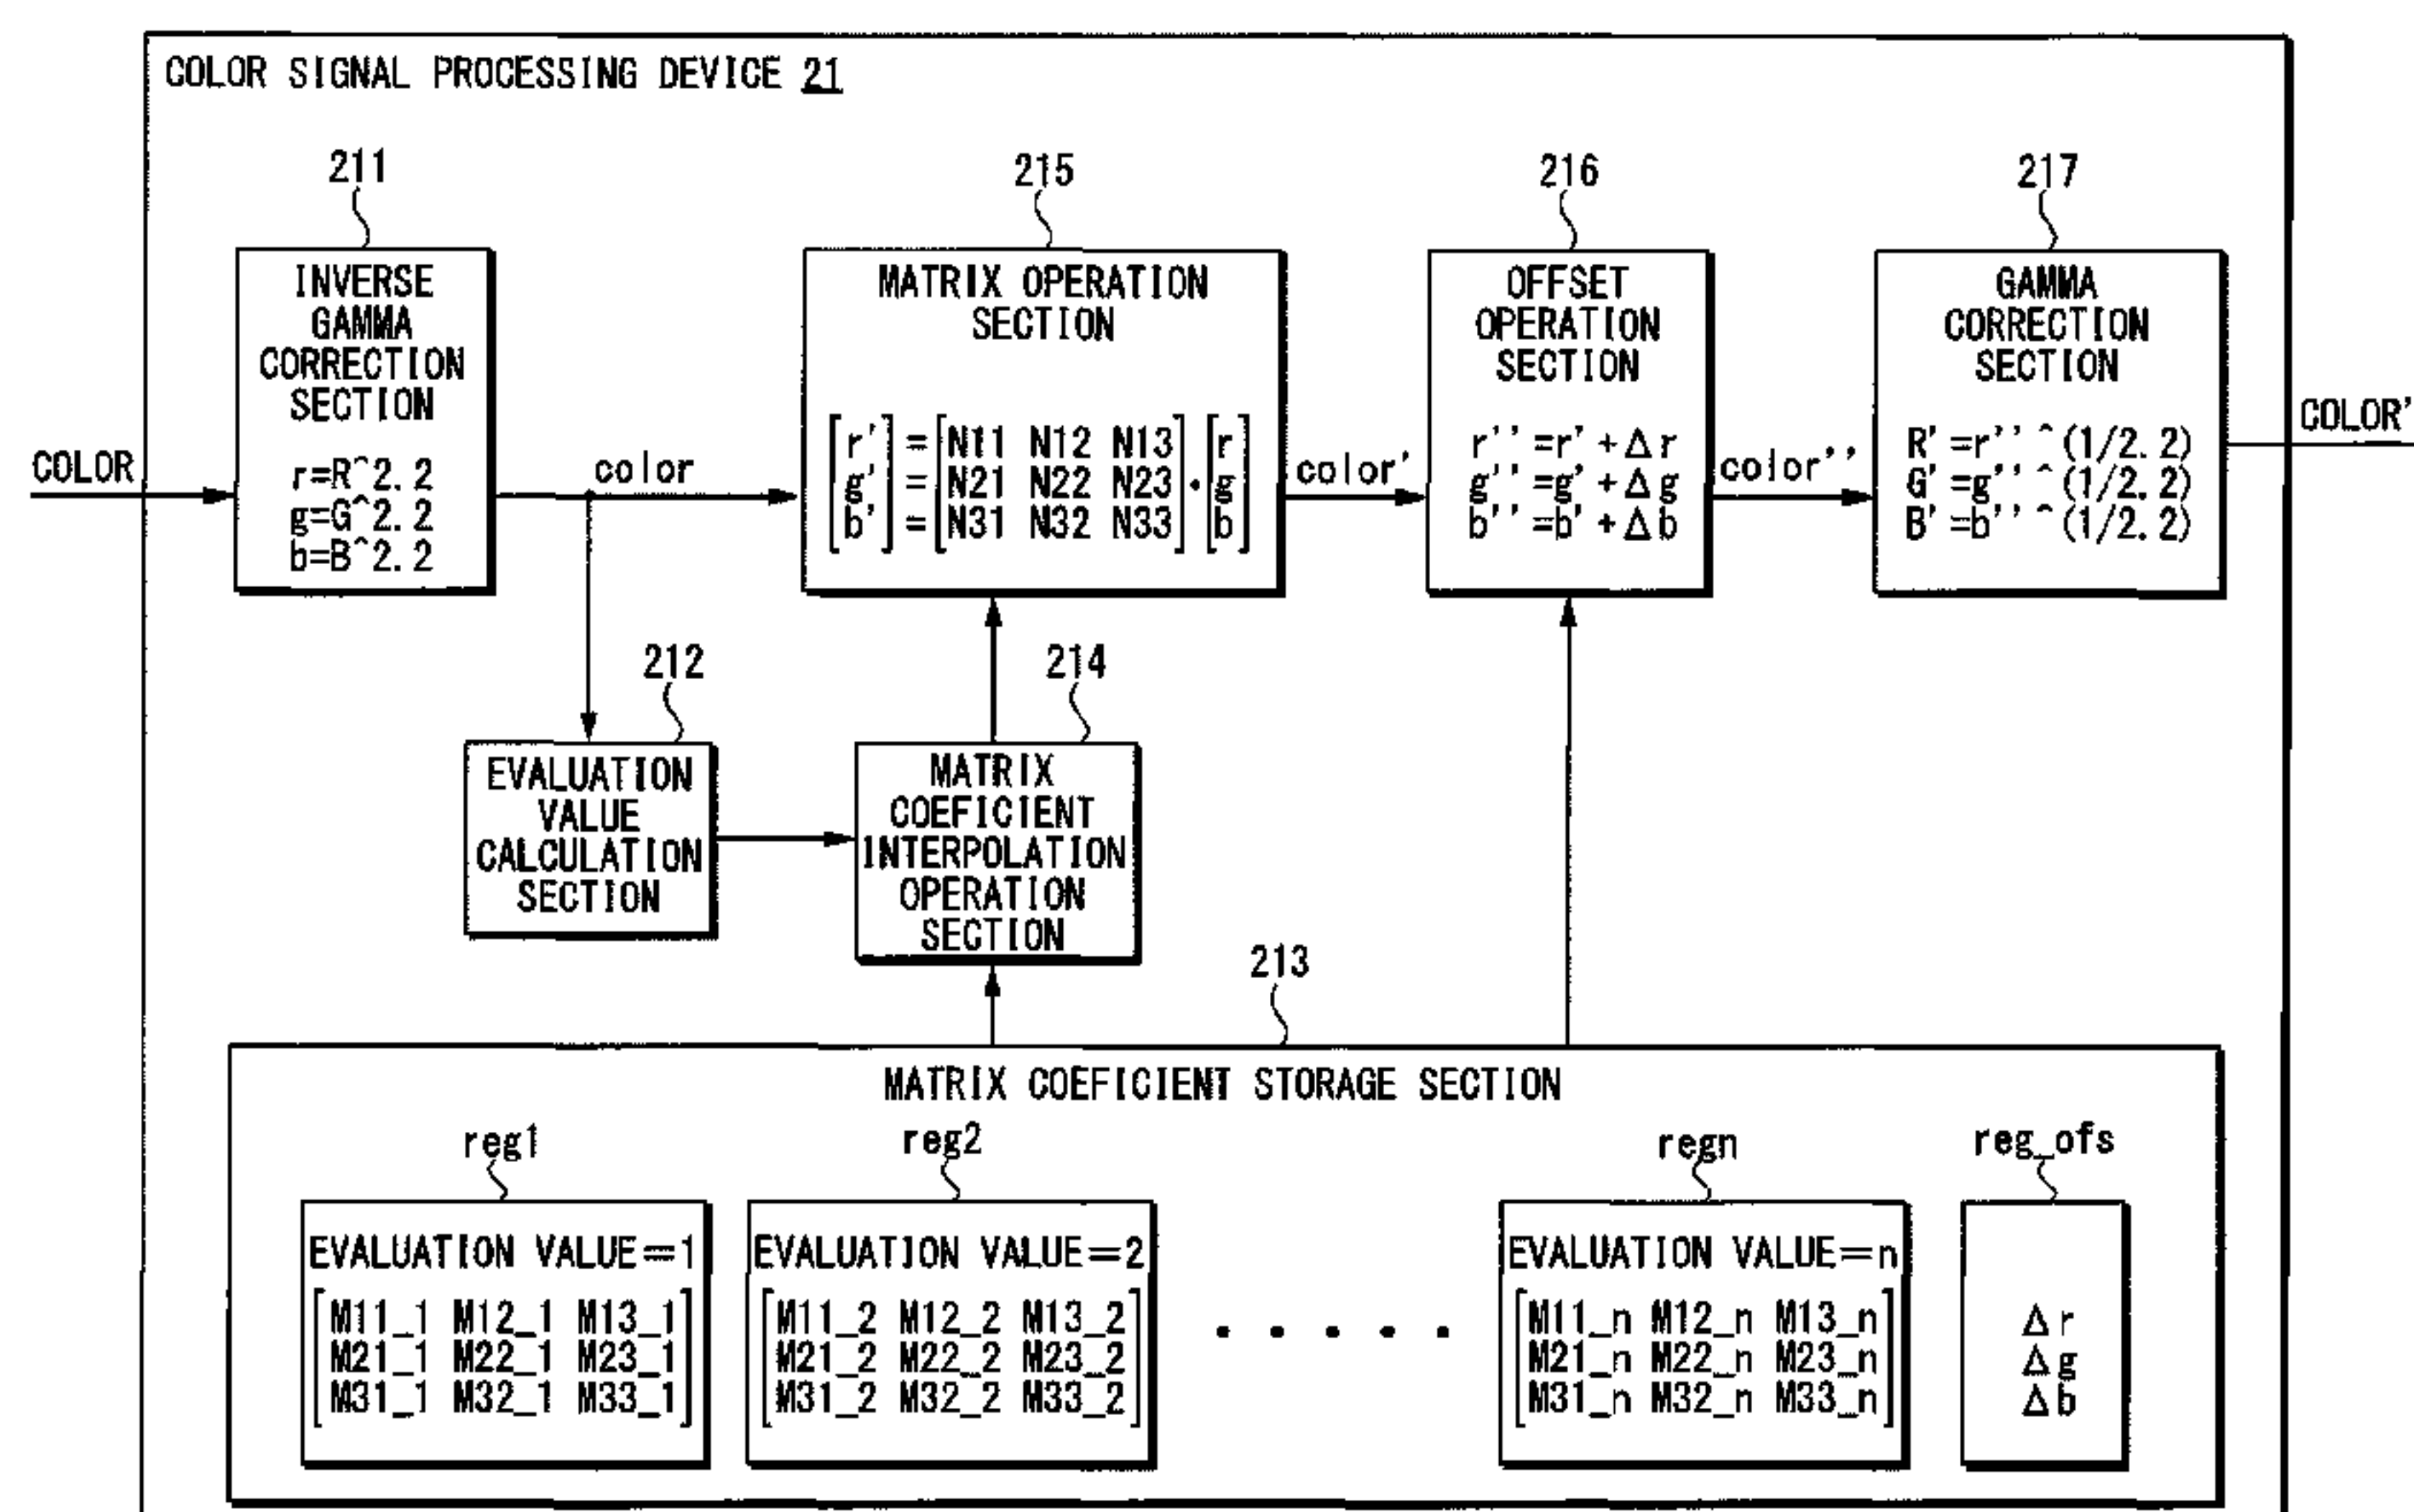 COLOR SIGNAL PROCESSING DEVICE 21
211
INVERSE
GAMMA
CORRECTION
SECTION
r=R^2.2
g=G^2.2
b=B^2.2
COLOR
color
215
MATRIX OPERATION
SECTION
[r'] = [N11 N12 N13] [r]
[g'] = [N21 N22 N23] · [g]
[b'] = [N31 N32 N33] [b]
color'
216
OFFSET
OPERATION
SECTION
r''=r'+Δr
g''=g'+Δg
b''=b'+Δb
color''
217
GAMMA
CORRECTION
SECTION
R'=r''^(1/2.2)
G'=g''^(1/2.2)
B'=b''^(1/2.2)
COLOR'
212
EVALUATION
VALUE
CALCULATION
SECTION
214
MATRIX
COEFICIENT
INTERPOLATION
OPERATION
SECTION
213
MATRIX COEFICIENT STORAGE SECTION
reg1
EVALUATION VALUE=1
M11_1 M12_1 M13_1
M21_1 M22_1 M23_1
M31_1 M32_1 M33_1
reg2
EVALUATION VALUE=2
M11_2 M12_2 M13_2
M21_2 M22_2 M23_2
M31_2 M32_2 M33_2
· · · · ·
regn
EVALUATION VALUE=n
M11_n M12_n M13_n
M21_n M22_n M23_n
M31_n M32_n M33_n
reg_ofs
Δr
Δg
Δb